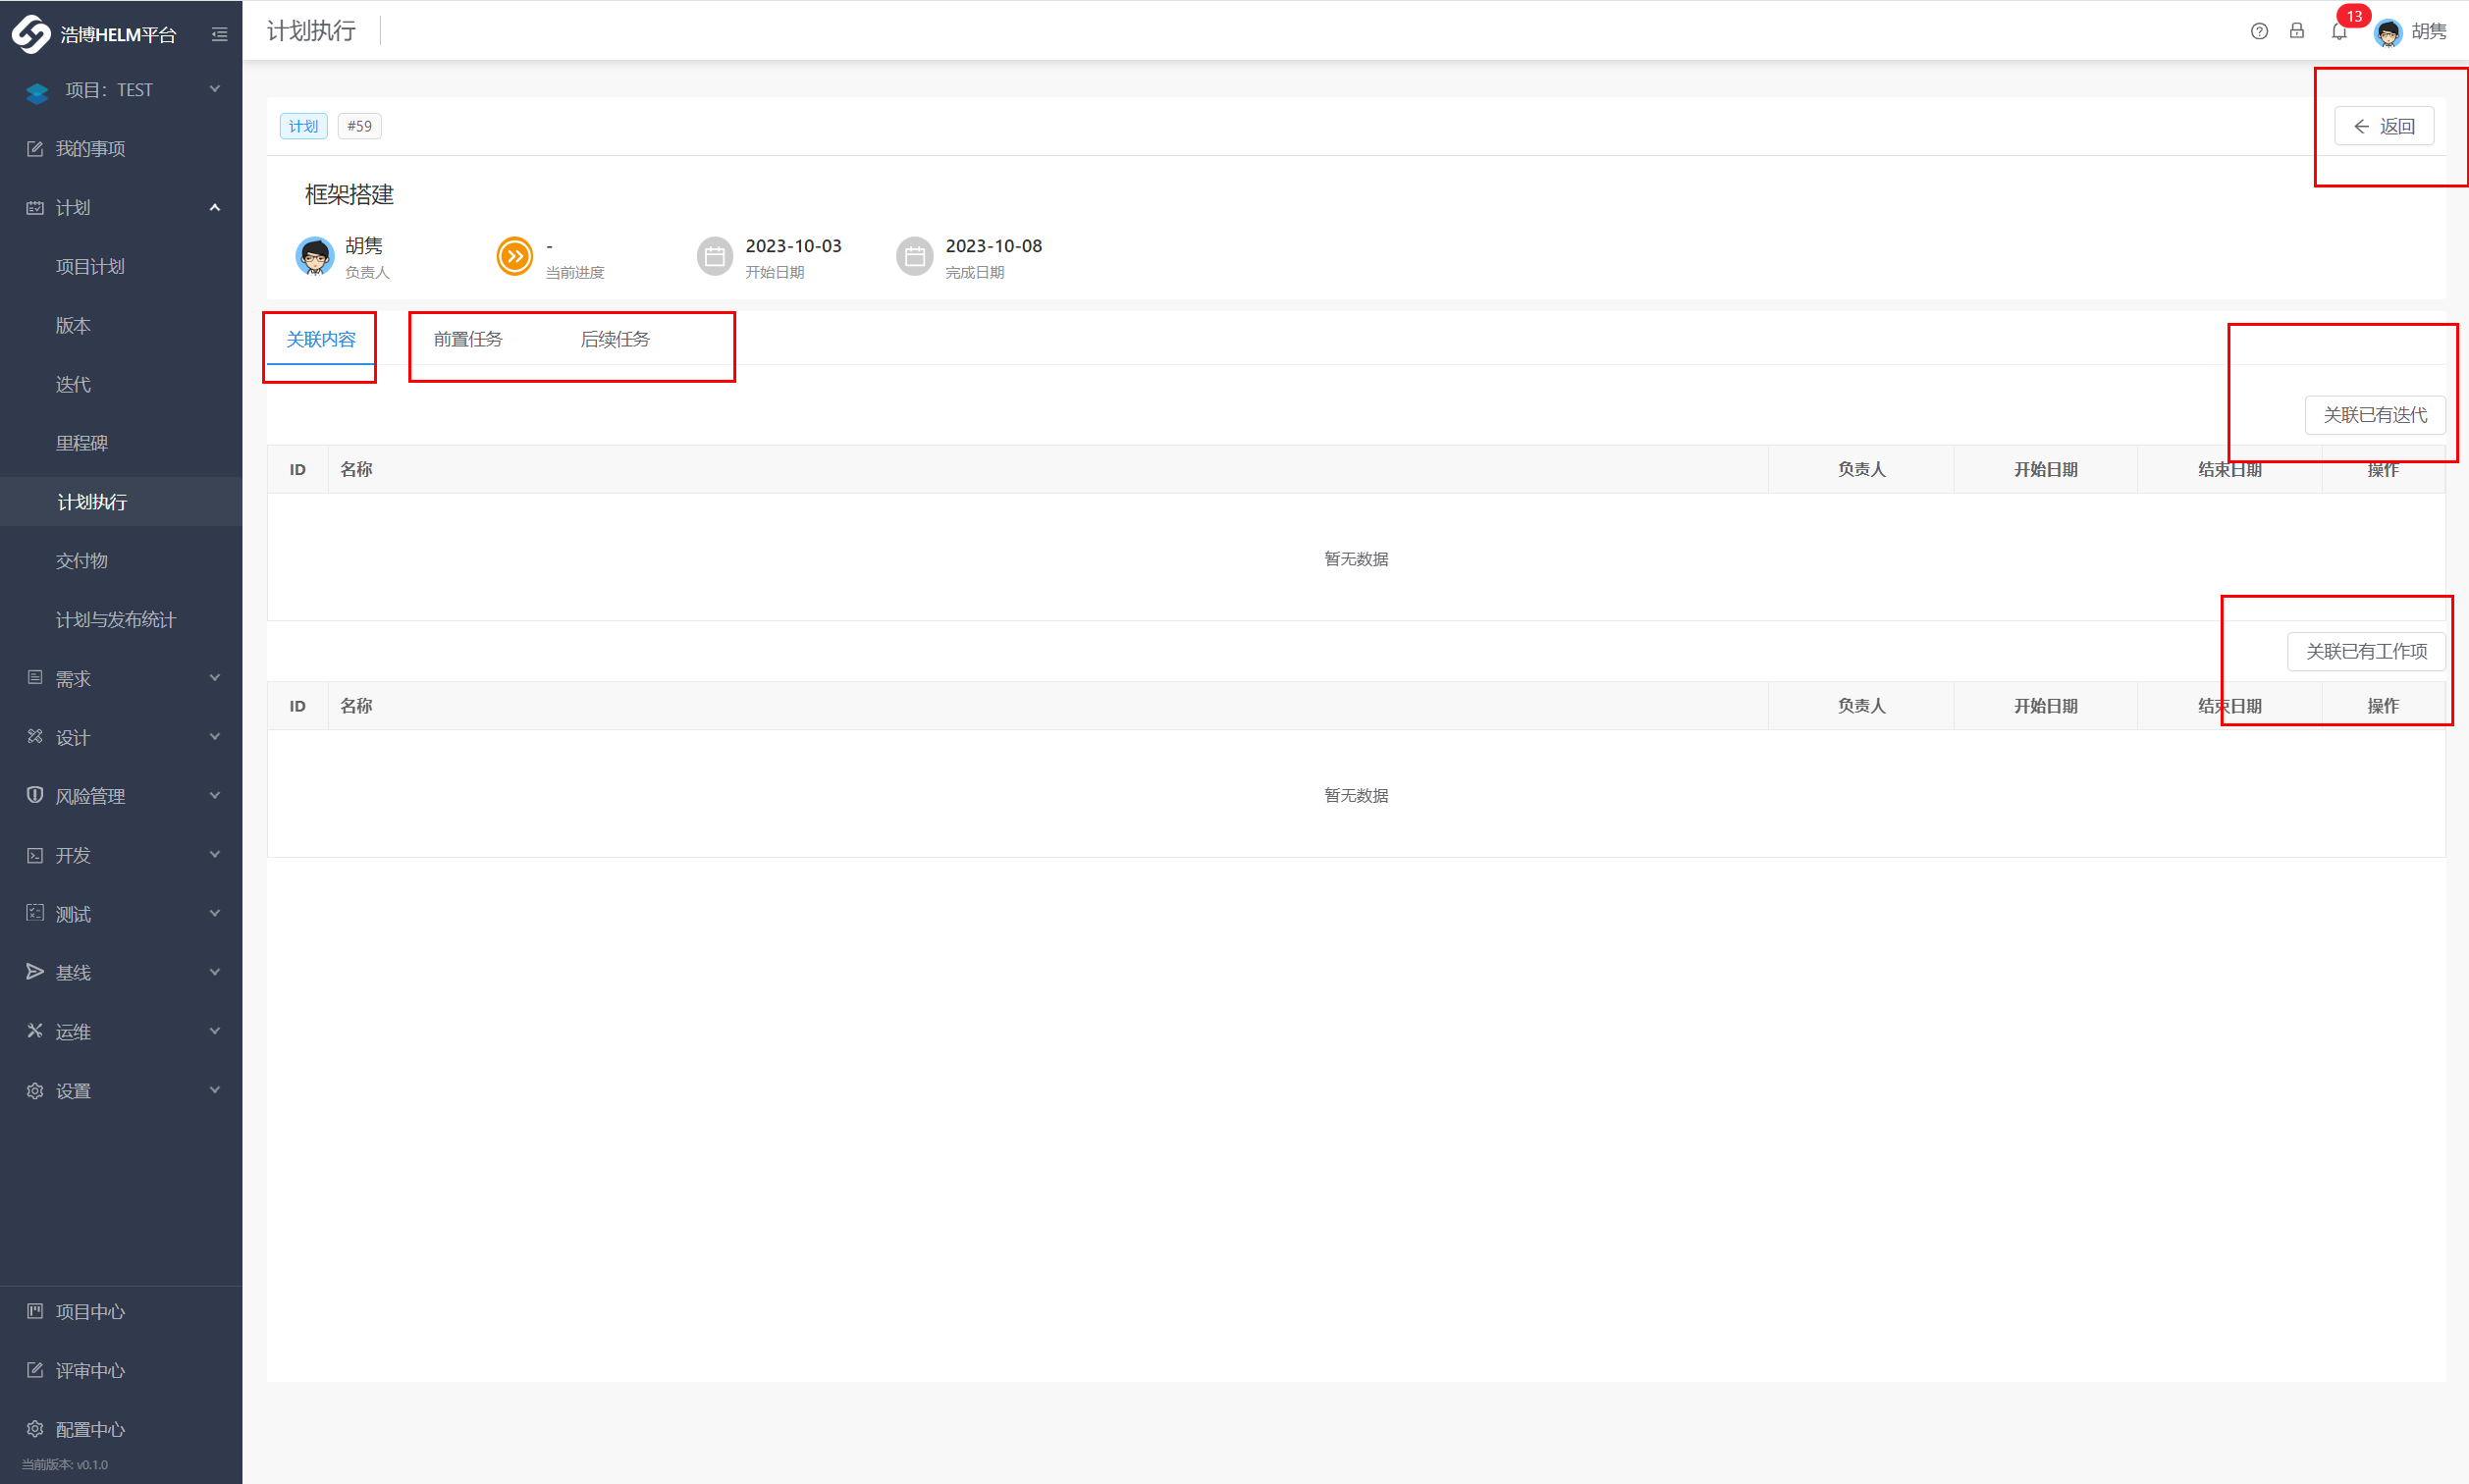 浩博HELM平台
项目：TEST
我的事项
计划
项目计划
版本
迭代
里程碑
计划执行
交付物
计划与发布统计
需求
设计
风险管理
开发
测试
基线
运维
设置
项目中心
评审中心
配置中心
当前版本: v0.1.0
计划执行
13
胡隽
计划 #59
返回
框架搭建
胡隽 - 2023-10-03 2023-10-08
负责人 当前进度 开始日期 完成日期
关联内容 前置任务 后续任务
关联已有迭代
ID 名称 负责人 开始日期 结束日期 操作
暂无数据
关联已有工作项
ID 名称 负责人 开始日期 结束日期 操作
暂无数据